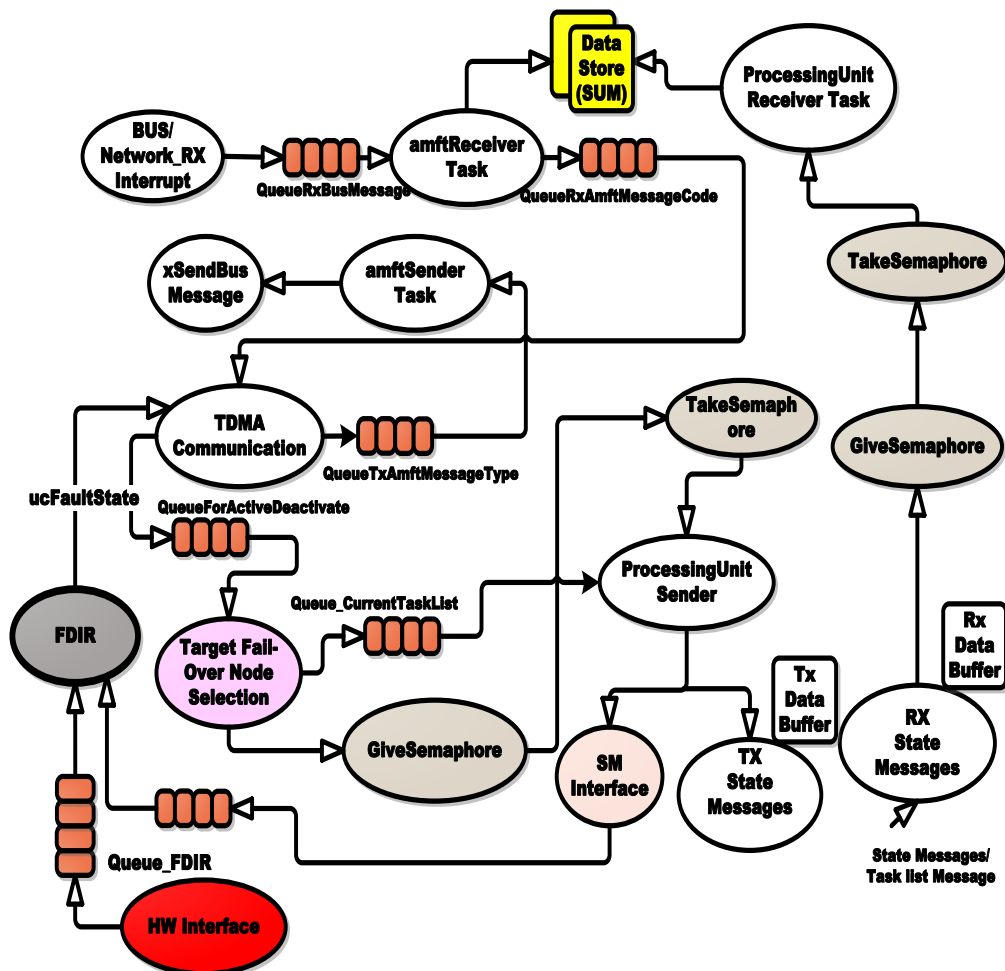 Data
Store
(SUM)
ProcessingUnit
Receiver Task
BUS/
Network_RX
Interrupt
QueueRxBusMessage
amftReceiver
Task
QueueRxAmftMessageCode
TakeSemaphore
xSendBus
Message
amftSender
Task
TDMA
Communication
QueueTxAmftMessageType
TakeSemaph
ore
GiveSemaphore
ucFaultState
QueueForActiveDeactivate
ProcessingUnit
Sender
FDIR
Queue_CurrentTaskList
Target Fail-
Over Node
Selection
Rx
Data
Buffer
Tx
Data
Buffer
GiveSemaphore
SM
Interface
TX
State
Messages
RX
State
Messages
Queue_FDIR
State Messages/
Task list Message
HW Interface